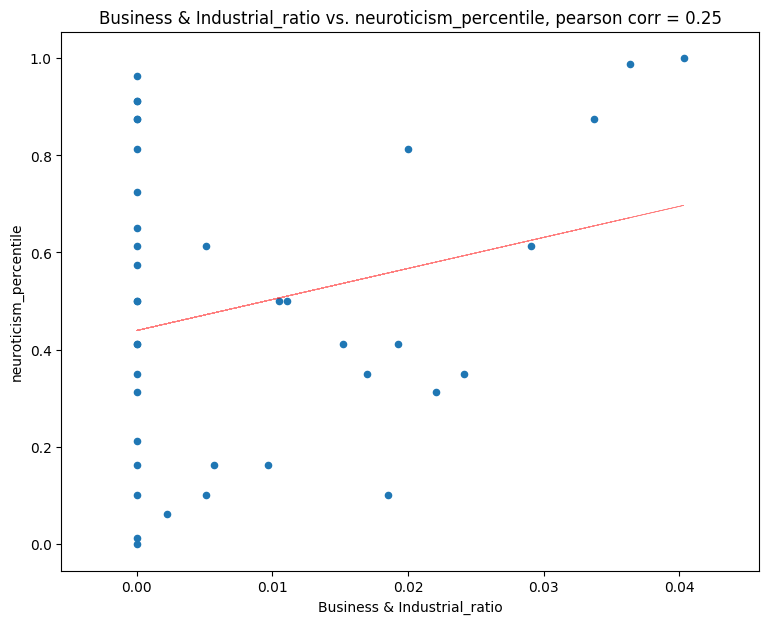 Business & Industrial_ratio vs. neuroticism_percentile, pearson corr = 0.25
1.0
0.8
0.6
0.4
0.2
0.0
neuroticism_percentile
0.00 0.01 0.02 0.03 0.04
Business & Industrial_ratio